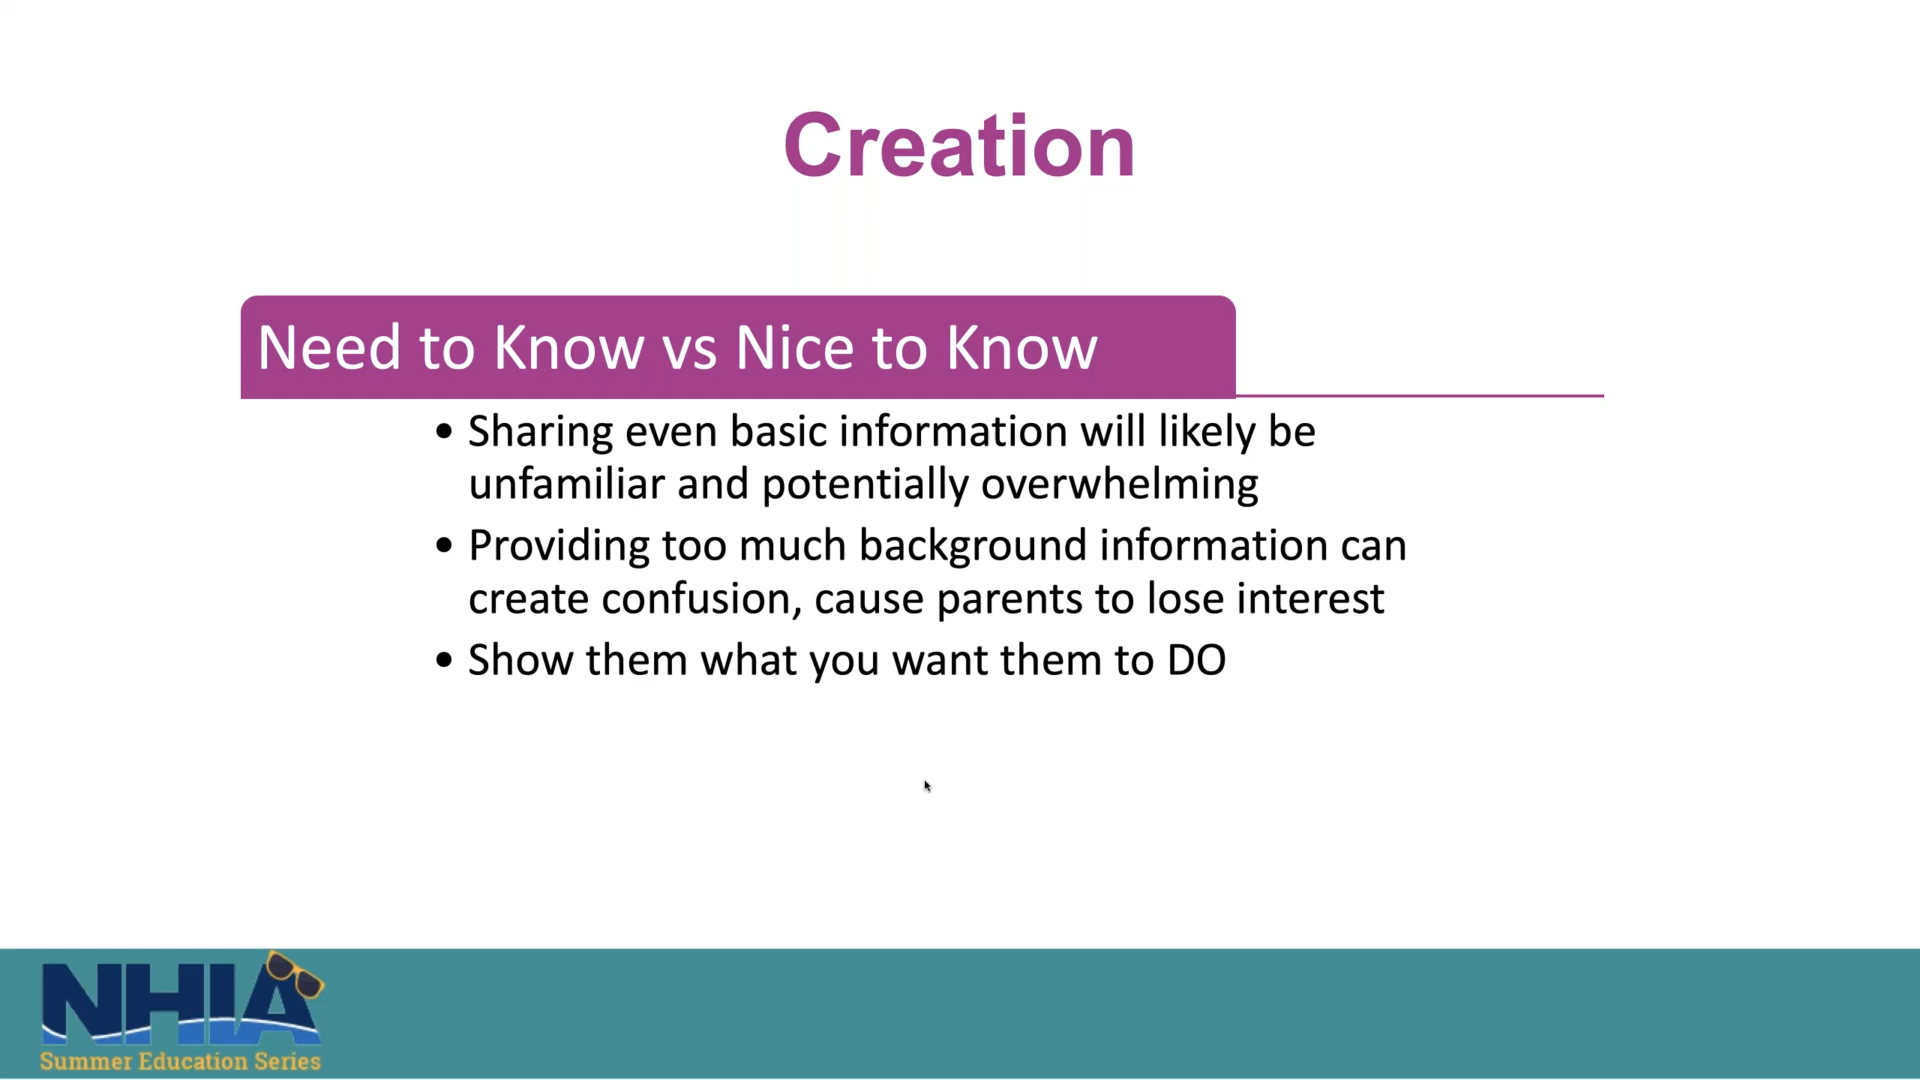 Creation
Need to Know vs Nice to Know
• Sharing even basic information will likely be
unfamiliar and potentially overwhelming
• Providing too much background information can
create confusion, cause parents to lose interest
• Show them what you want them to DO
NHIA
Summer Education Series